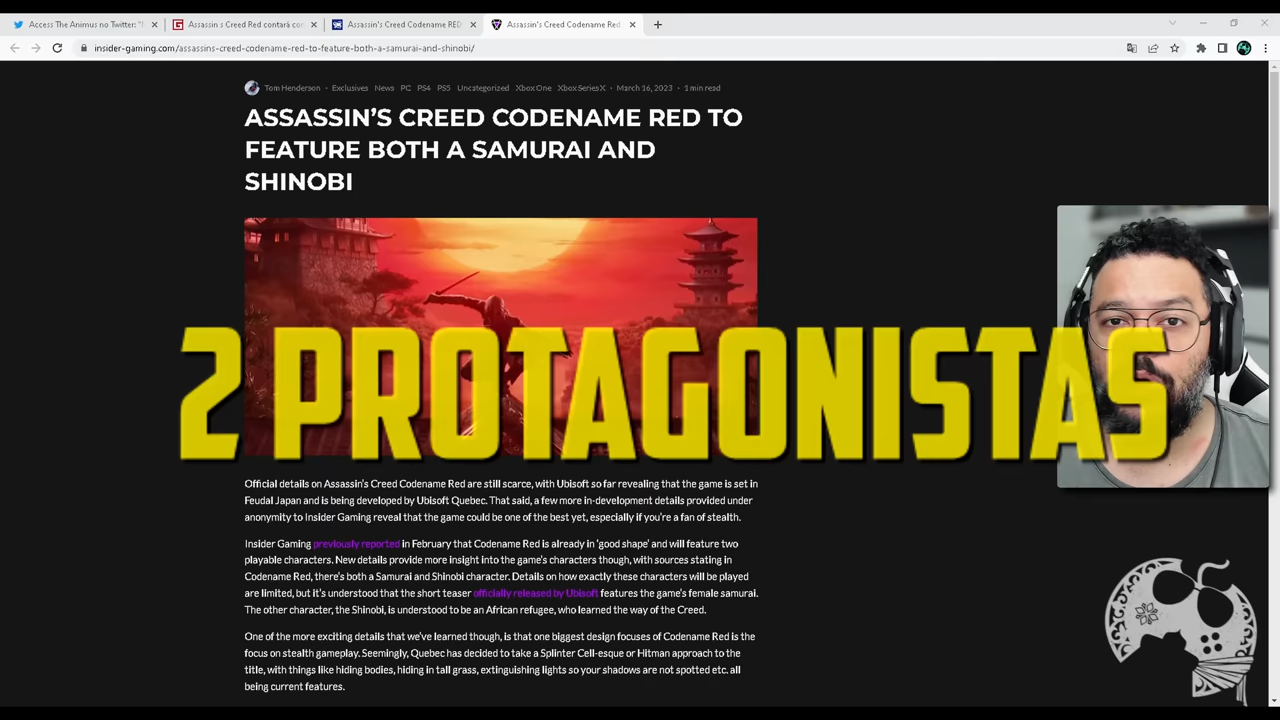 Access The Animus no Twitter: "
Assassin s Creed Red contará co
Assassin's Creed Codename RED
Assassin's Creed Codename Red
insider-gaming.com/assassins-creed-codename-red-to-feature-both-a-samurai-and-shinobi/
Tom Henderson · Exclusives News PC PS4 PS5 Uncategorized Xbox One Xbox Series X · March 16, 2023 · 1 min read
ASSASSIN'S CREED CODENAME RED TO
FEATURE BOTH A SAMURAI AND
SHINOBI
2 PROTAGONISTAS
Official details on Assassin's Creed Codename Red are still scarce, with Ubisoft so far revealing that the game is set in
Feudal Japan and is being developed by Ubisoft Quebec. That said, a few more in-development details provided under
anonymity to Insider Gaming reveal that the game could be one of the best yet, especially if you're a fan of stealth.
Insider Gaming previously reported in February that Codename Red is already in 'good shape' and will feature two
playable characters. New details provide more insight into the game's characters though, with sources stating in
Codename Red, there's both a Samurai and Shinobi character. Details on how exactly these characters will be played
are limited, but it's understood that the short teaser officially released by Ubisoft features the game's female samurai.
The other character, the Shinobi, is understood to be an African refugee, who learned the way of the Creed.
One of the more exciting details that we've learned though, is that one biggest design focuses of Codename Red is the
focus on stealth gameplay. Seemingly, Quebec has decided to take a Splinter Cell-esque or Hitman approach to the
title, with things like hiding bodies, hiding in tall grass, extinguishing lights so your shadows are not spotted etc. all
being current features.